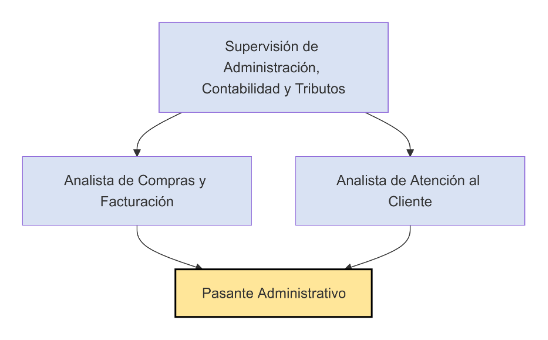 Supervisión de
Administración,
Contabilidad y Tributos
Analista de Compras y
Facturación
Analista de Atención al
Cliente
Pasante Administrativo